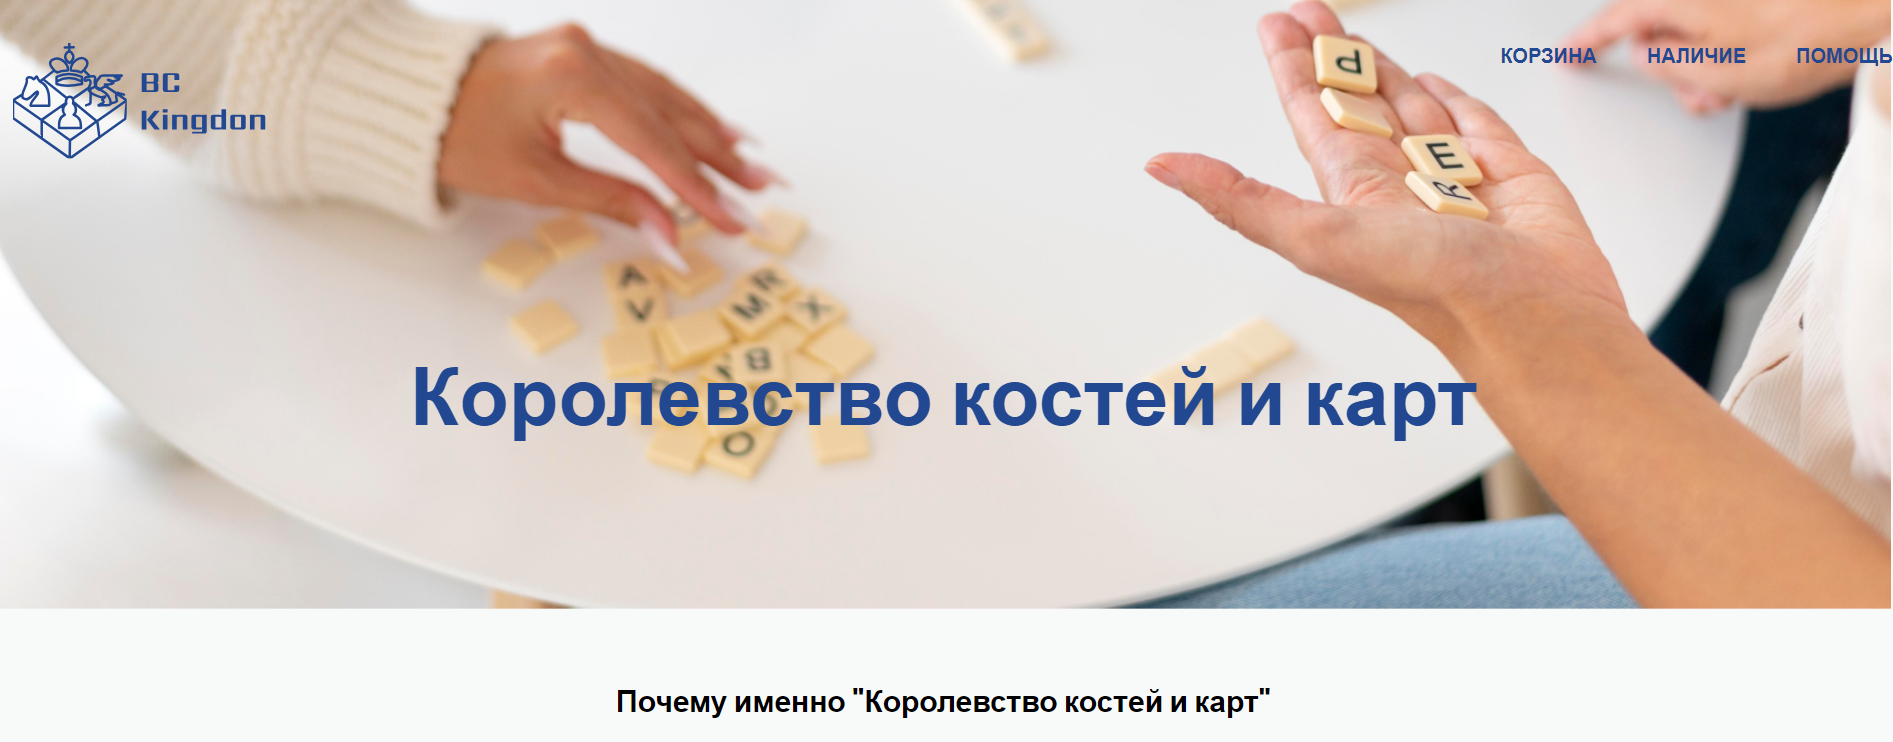 BC
Kingdon
КОРЗИНА НАЛИЧИЕ ПОМОЩЬ
P
E
R
A
V
R
M
X
B
O
Королевство костей и карт
Почему именно "Королевство костей и карт"